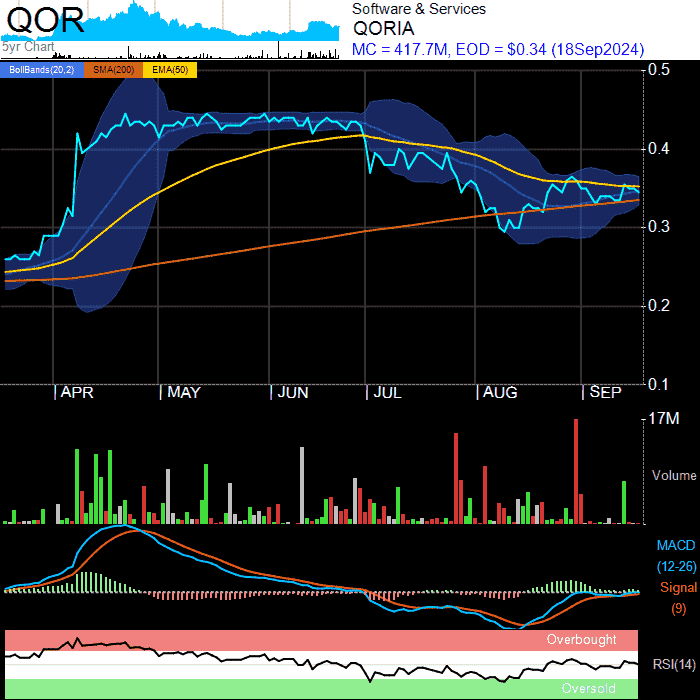 QOR
5yr Chart
Software & Services
QORIA
MC = 417.7M, EOD = $0.34 (18Sep2024)
BollBands(20,2) SMA(200) EMA(50)
0.5
0.4
0.3
0.2
0.1
APR MAY JUN JUL AUG SEP
17M
Volume
MACD
(12-26)
Signal
(9)
Overbought
RSI(14)
Oversold